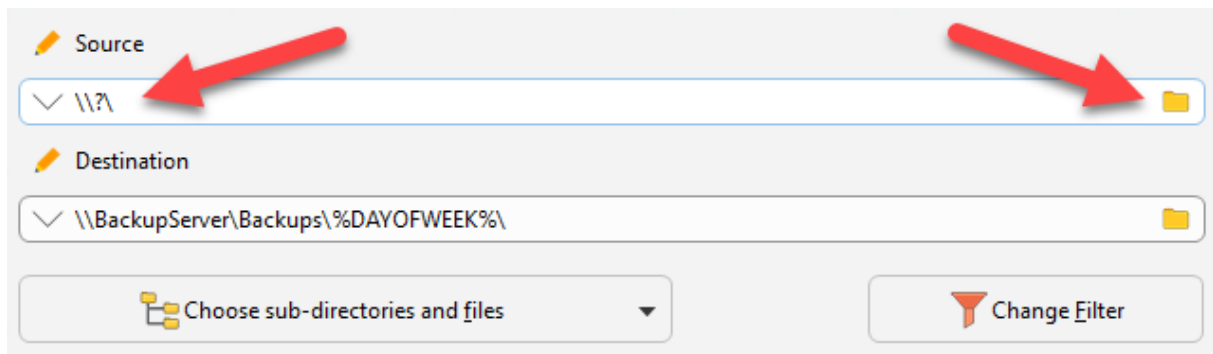 Source
\\?\
Destination
\\BackupServer\Backups\%DAYOFWEEK%\
Choose sub-directories and files
Change Filter